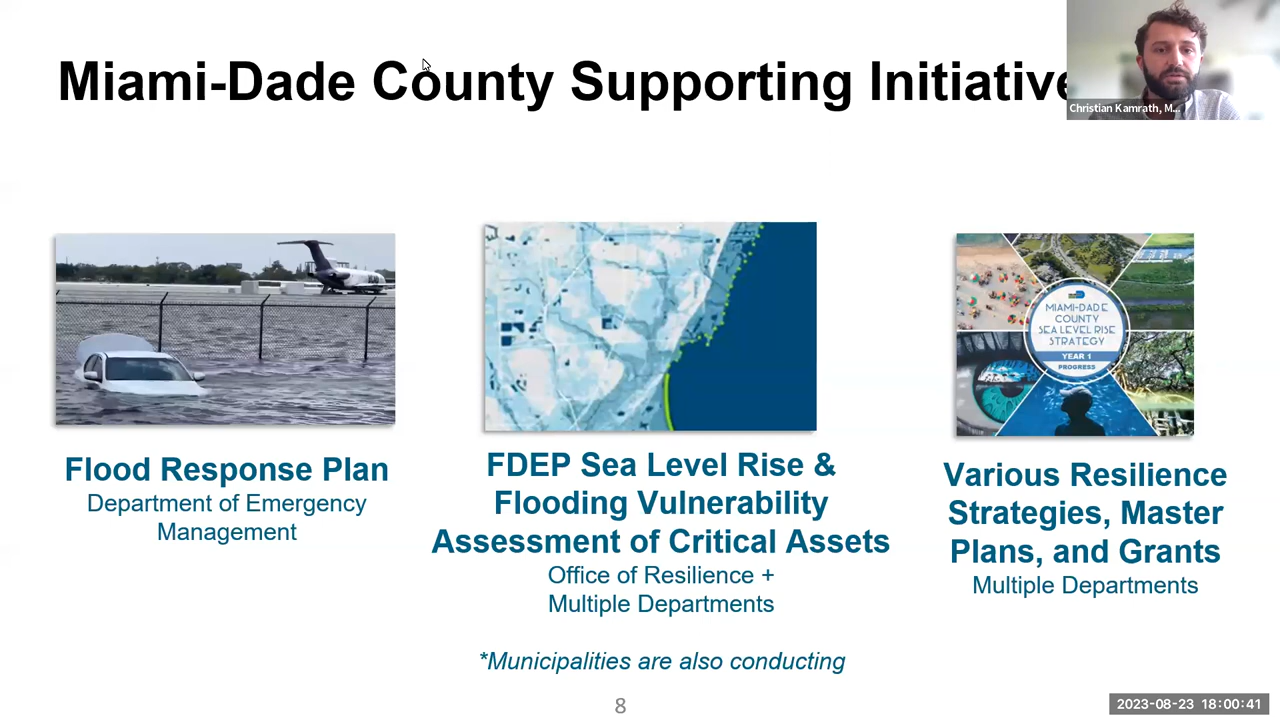 Miami-Dade County Supporting Initiative
Christian Kamrath, M...
MIAMI-DADE
COUNTY
SEA LEVEL RISE
STRATEGY
YEAR 1
PROGRESS
Flood Response Plan
Department of Emergency
Management
FDEP Sea Level Rise &
Flooding Vulnerability
Assessment of Critical Assets
Office of Resilience +
Multiple Departments
*Municipalities are also conducting
Various Resilience
Strategies, Master
Plans, and Grants
Multiple Departments
8
2023-08-23 18:00:41